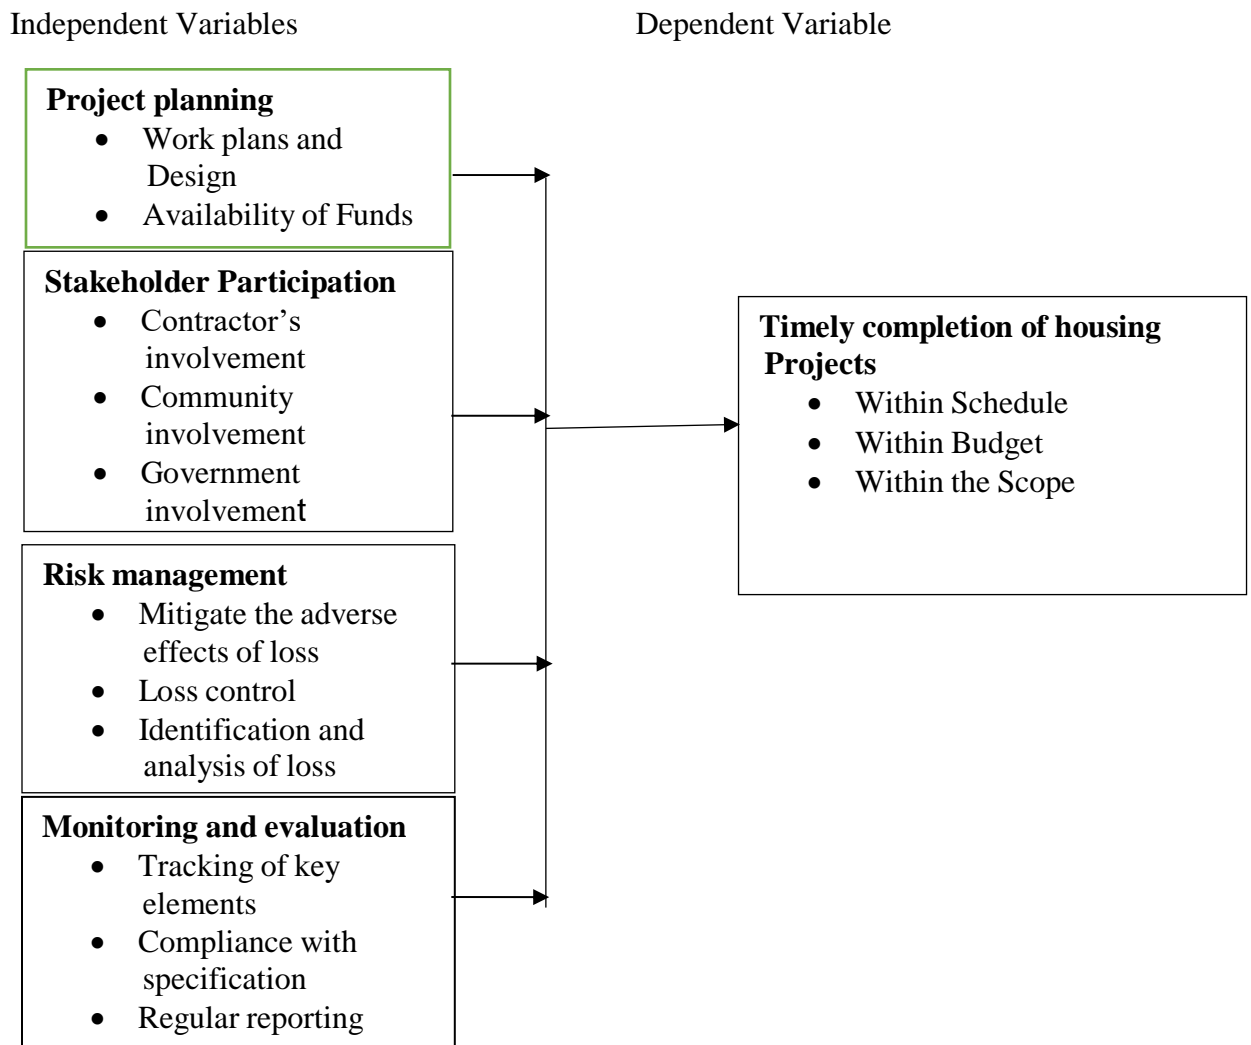 Independent Variables
Dependent Variable
Project planning
• Work plans and
Design
• Availability of Funds
Stakeholder Participation
• Contractor’s
involvement
• Community
involvement
• Government
involvement
Risk management
• Mitigate the adverse
effects of loss
• Loss control
• Identification and
analysis of loss
Monitoring and evaluation
• Tracking of key
elements
• Compliance with
specification
• Regular reporting
Timely completion of housing
Projects
• Within Schedule
• Within Budget
• Within the Scope